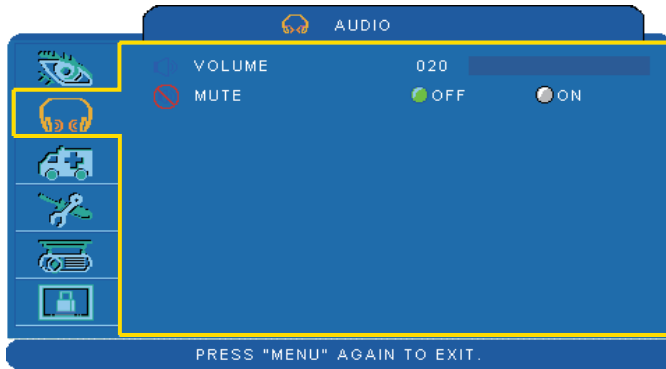 AUDIO
VOLUME 020
MUTE OFF ON
PRESS "MENU" AGAIN TO EXIT.